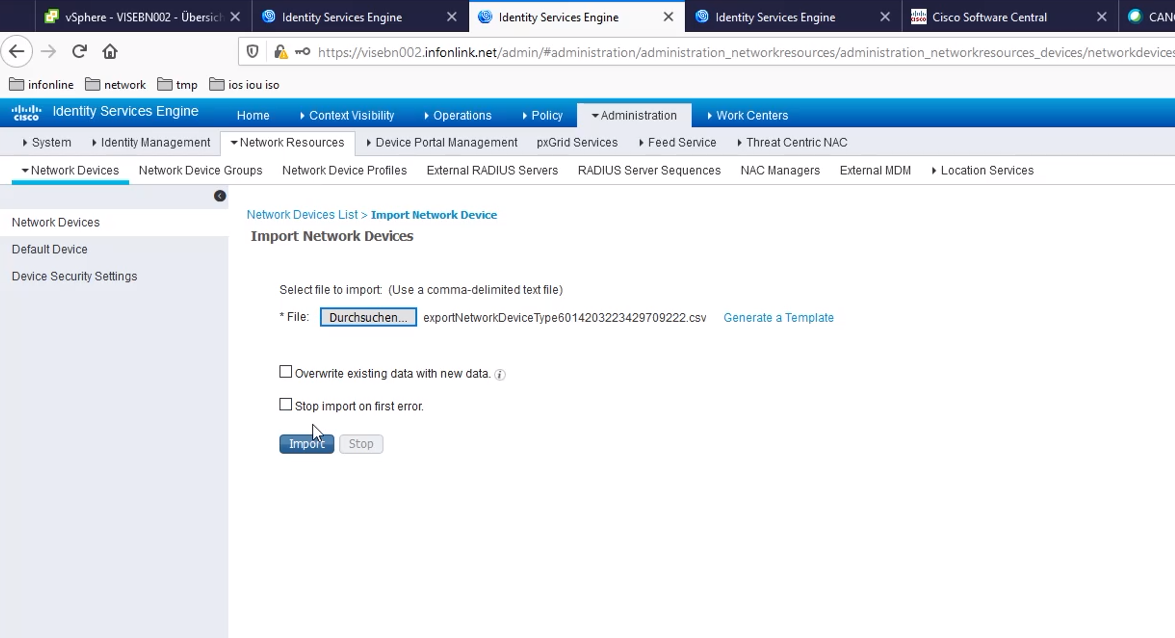 vSphere - VISEBN002 - Übersich
Identity Services Engine
Identity Services Engine
Identity Services Engine
Cisco Software Central
CANC
https://visebn002.infonlink.net/admin/#administration/administration_networkresources/administration_networkresources_devices/networkdevices
infonline network tmp ios iou iso
cisco Identity Services Engine Home Context Visibility Operations Policy Administration Work Centers
System Identity Management Network Resources Device Portal Management pxGrid Services Feed Service Threat Centric NAC
Network Devices Network Device Groups Network Device Profiles External RADIUS Servers RADIUS Server Sequences NAC Managers External MDM Location Services
Network Devices
Default Device
Device Security Settings
Network Devices List > Import Network Device
Import Network Devices
Select file to import: (Use a comma-delimited text file)
* File: Durchsuchen... exportNetworkDeviceType6014203223429709222.csv Generate a Template
Overwrite existing data with new data. i
Stop import on first error.
Import Stop